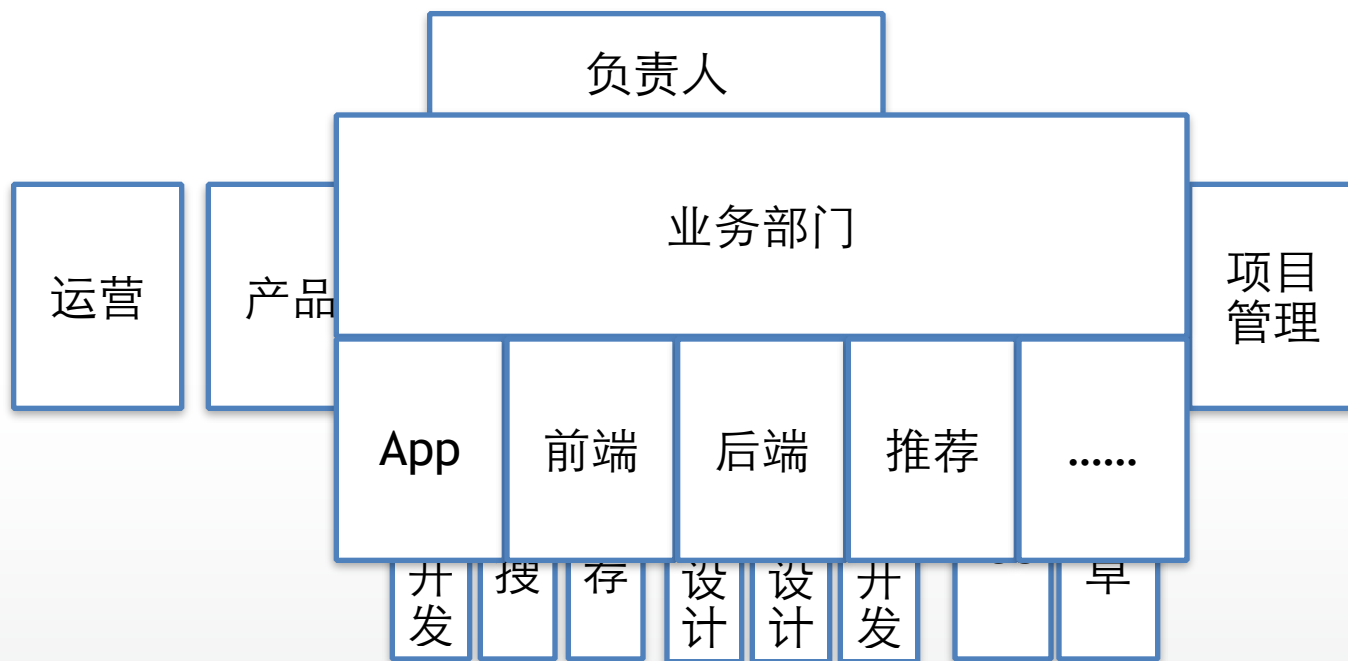 负责人
业务部门
运营
产品
项目
管理
App
前端
后端
推荐
......
开
发
搜
荐
设
计
设
计
开
发